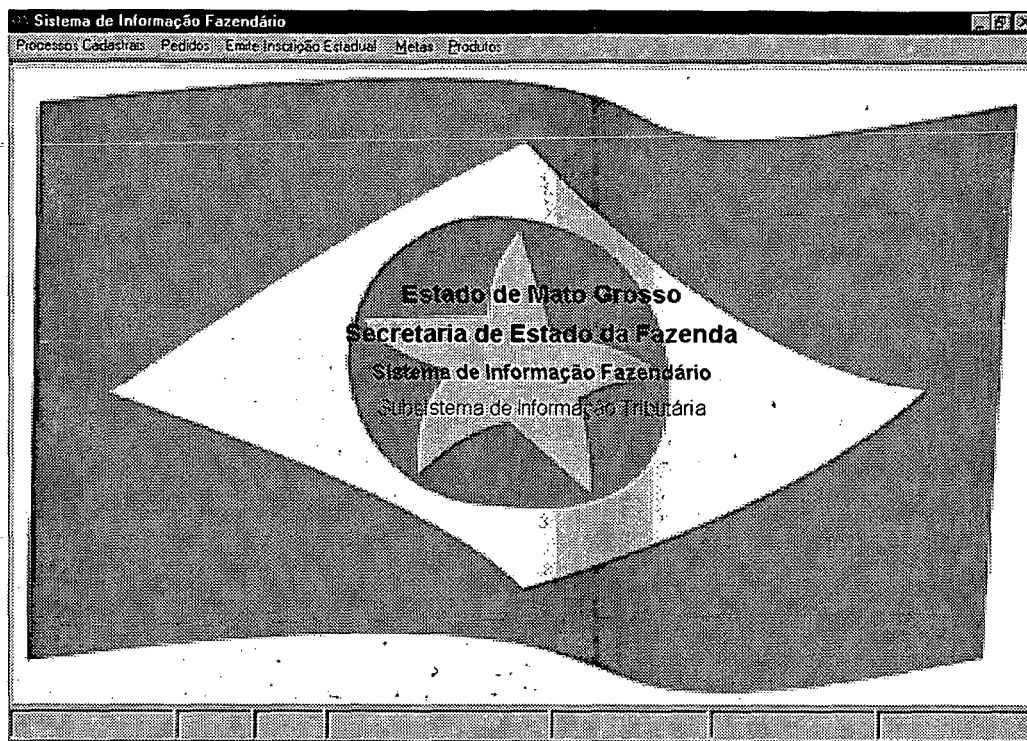 Sistema de Informação Fazendário
Processos Cadastrais Pedidos Emite Inscrição Estadual Metas Produtos
Estado de Mato Grosso
Secretaria de Estado da Fazenda
Sistema de Informação Fazendário
Subsistema de Informação Tributária